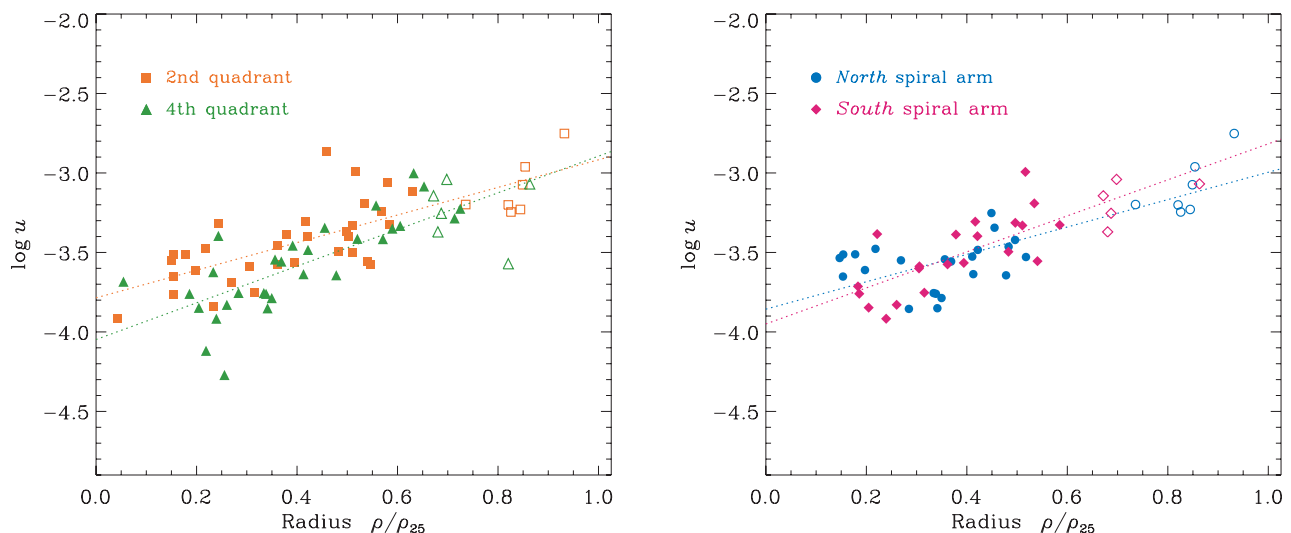 −2.0
−2.5
−3.0
−3.5
−4.0
−4.5
log u
2nd quadrant
4th quadrant
0.0 0.2 0.4 0.6 0.8 1.0
Radius ρ/ρ₂₅
−2.0
−2.5
−3.0
−3.5
−4.0
−4.5
log u
North spiral arm
South spiral arm
0.0 0.2 0.4 0.6 0.8 1.0
Radius ρ/ρ₂₅